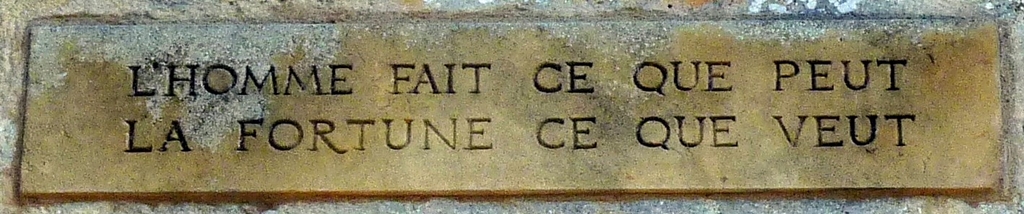 L'HOMME FAIT CE QUE PEUT
LA FORTUNE CE QUE VEUT